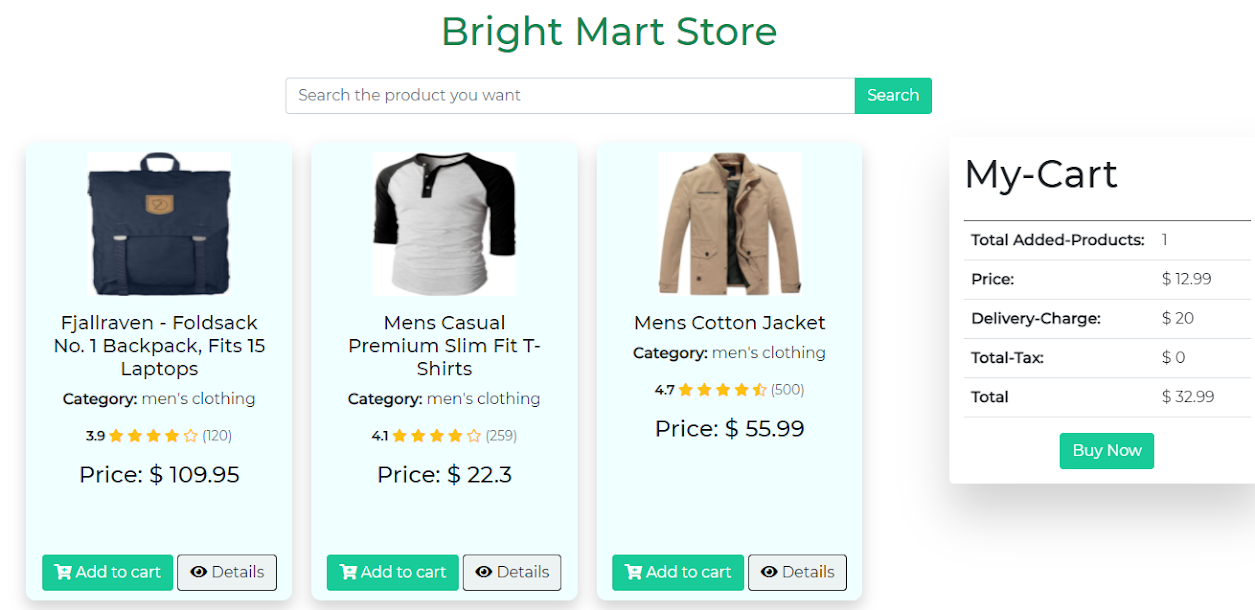 Bright Mart Store
Search the product you want
Search
Fjallraven - Foldsack
No. 1 Backpack, Fits 15
Laptops
Category: men's clothing
3.9 (120)
Price: $ 109.95
Add to cart
Details
Mens Casual
Premium Slim Fit T-
Shirts
Category: men's clothing
4.1 (259)
Price: $ 22.3
Add to cart
Details
Mens Cotton Jacket
Category: men's clothing
4.7 (500)
Price: $ 55.99
Add to cart
Details
My-Cart
Total Added-Products: 1
Price: $ 12.99
Delivery-Charge: $ 20
Total-Tax: $ 0
Total $ 32.99
Buy Now